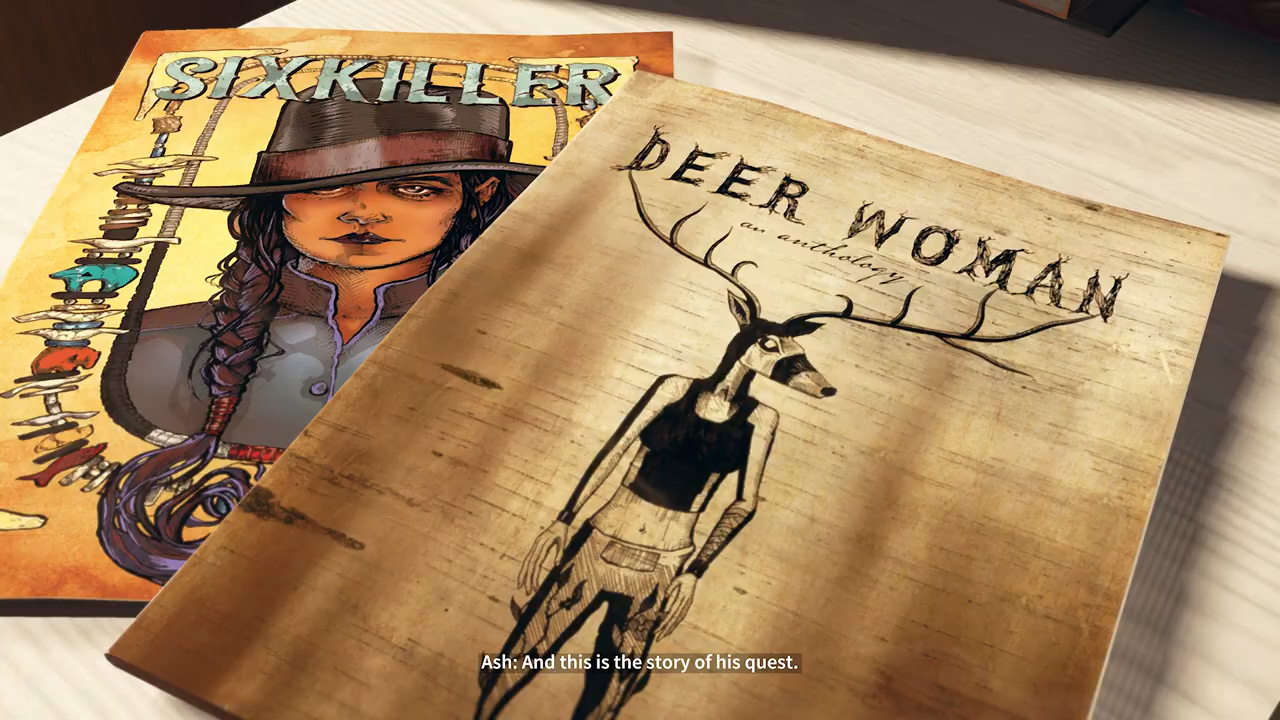 SIXKILLER
DEER WOMAN
an anthology
Ash: And this is the story of his quest.